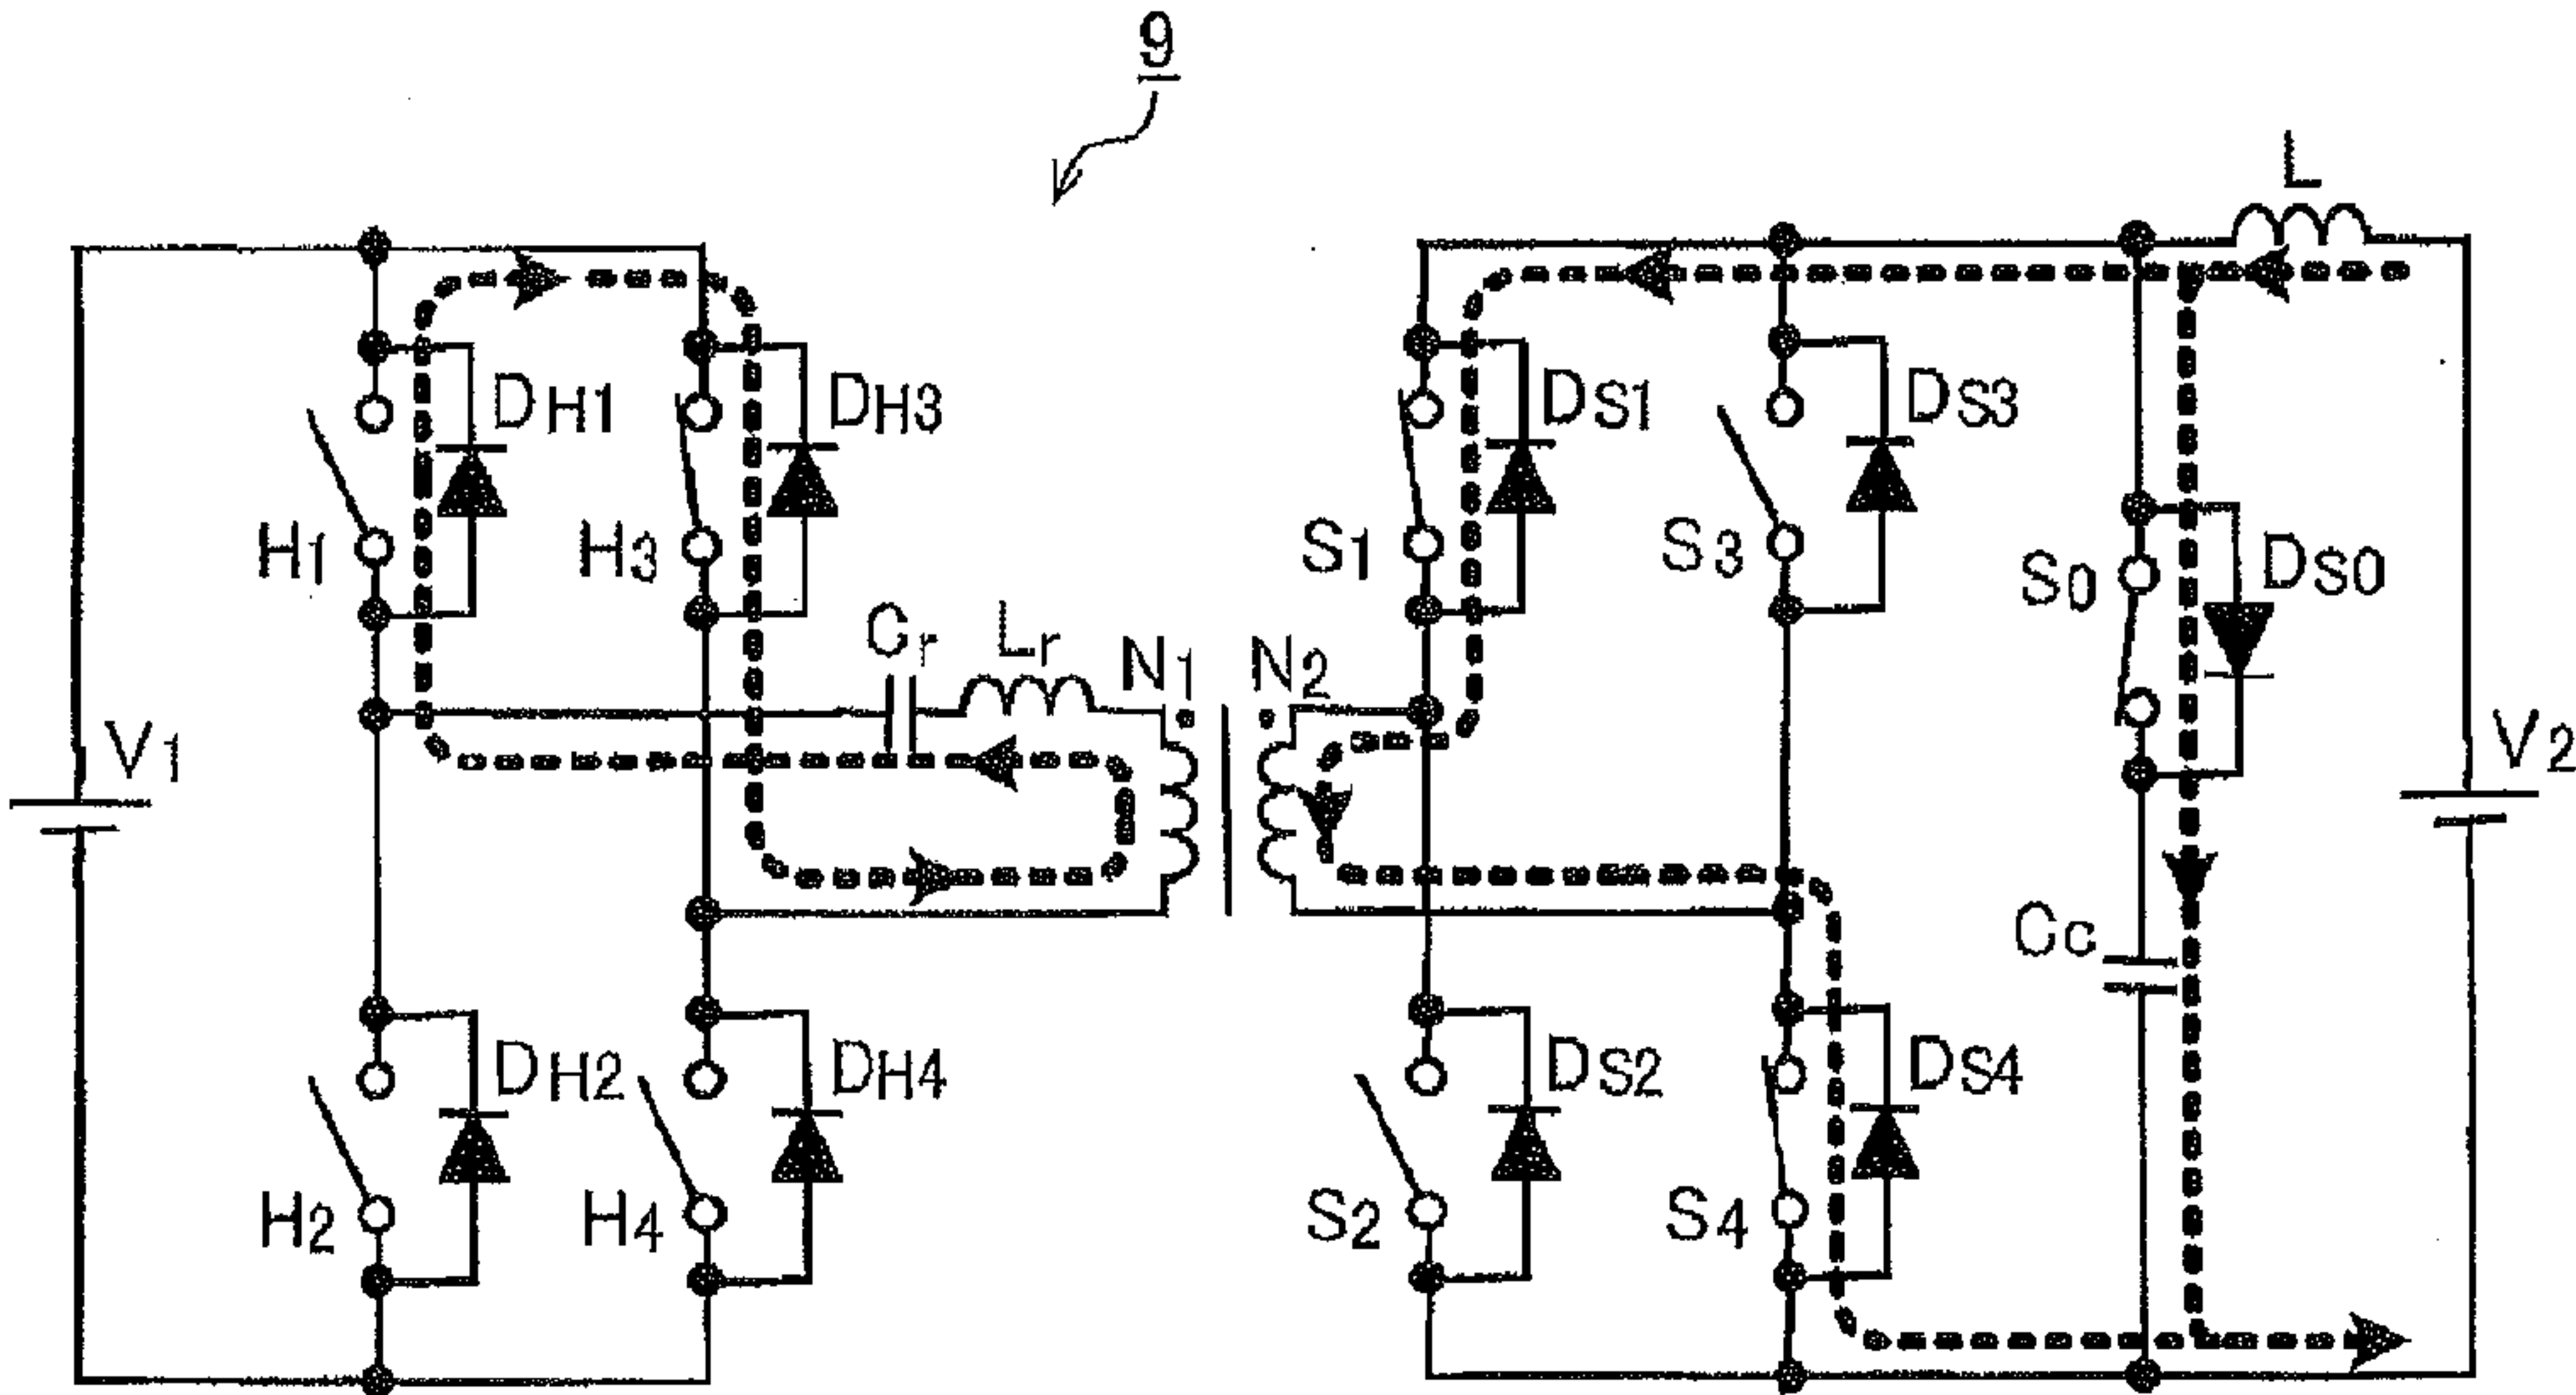 9
L
DH1
DH3
DS1
DS3
H1
H3
S1
S3
S0
DS0
Cr
Lr
N1
N2
V1
V2
Cc
DH2
DH4
DS2
DS4
H2
H4
S2
S4